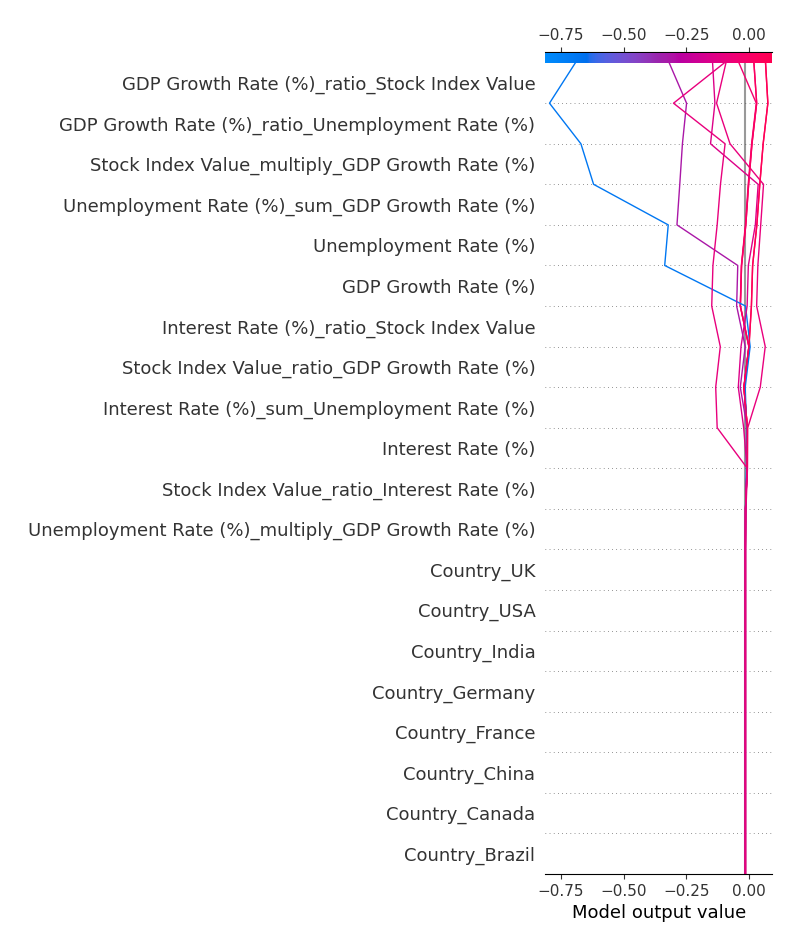 −0.75 −0.50 −0.25 0.00
GDP Growth Rate (%)_ratio_Stock Index Value
GDP Growth Rate (%)_ratio_Unemployment Rate (%)
Stock Index Value_multiply_GDP Growth Rate (%)
Unemployment Rate (%)_sum_GDP Growth Rate (%)
Unemployment Rate (%)
GDP Growth Rate (%)
Interest Rate (%)_ratio_Stock Index Value
Stock Index Value_ratio_GDP Growth Rate (%)
Interest Rate (%)_sum_Unemployment Rate (%)
Interest Rate (%)
Stock Index Value_ratio_Interest Rate (%)
Unemployment Rate (%)_multiply_GDP Growth Rate (%)
Country_UK
Country_USA
Country_India
Country_Germany
Country_France
Country_China
Country_Canada
Country_Brazil
−0.75 −0.50 −0.25 0.00
Model output value